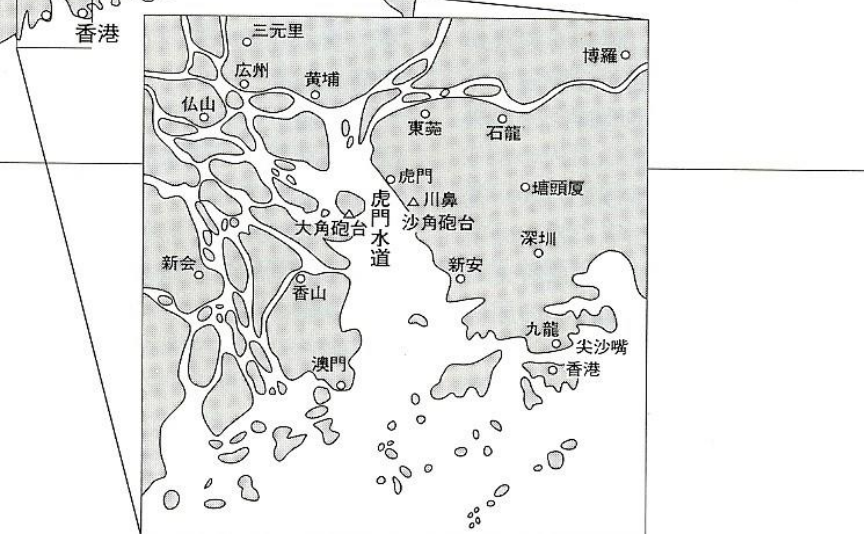 香港
三元里
博羅
広州
黄埔
仏山
東莞
石龍
虎門
塘頭厦
川鼻
大角砲台
沙角砲台
虎門水道
深圳
新会
新安
香山
九龍
尖沙嘴
澳門
香港